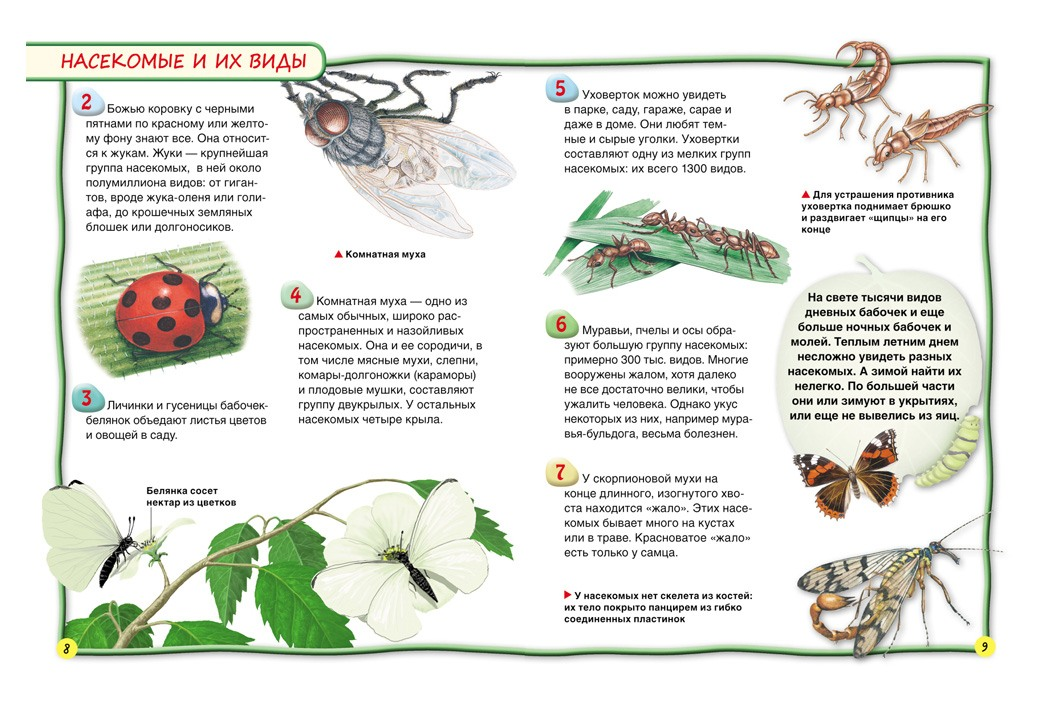 НАСЕКОМЫЕ И ИХ ВИДЫ
2 Божью коровку с черными
пятнами по красному или желто-
му фону знают все. Она относит-
ся к жукам. Жуки — крупнейшая
группа насекомых, в ней около
полумиллиона видов: от гиган-
тов, вроде жука-оленя или голи-
афа, до крошечных земляных
блошек или долгоносиков.
3 Личинки и гусеницы бабочек-
белянок объедают листья цветов
и овощей в саду.
Белянка сосет
нектар из цветков
▲ Комнатная муха
4 Комнатная муха — одно из
самых обычных, широко рас-
пространенных и назойливых
насекомых. Она и ее сородичи, в
том числе мясные мухи, слепни,
комары-долгоножки (караморы)
и плодовые мушки, составляют
группу двукрылых. У остальных
насекомых четыре крыла.
8
5 Уховерток можно увидеть
в парке, саду, гараже, сарае и
даже в доме. Они любят тем-
ные и сырые уголки. Уховертки
составляют одну из мелких групп
насекомых: их всего 1300 видов.
▲ Для устрашения противника
уховертка поднимает брюшко
и раздвигает «щипцы» на его
конце
6 Муравьи, пчелы и осы обра-
зуют большую группу насекомых:
примерно 300 тыс. видов. Многие
вооружены жалом, хотя далеко
не все достаточно велики, чтобы
ужалить человека. Однако укус
некоторых из них, например мура-
вья-бульдога, весьма болезнен.
7 У скорпионовой мухи на
конце длинного, изогнутого хво-
ста находится «жало». Этих насе-
комых бывает много на кустах
или в траве. Красноватое «жало»
есть только у самца.
▶ У насекомых нет скелета из костей:
их тело покрыто панцирем из гибко
соединенных пластинок
На свете тысячи видов
дневных бабочек и еще
больше ночных бабочек и
молей. Теплым летним днем
несложно увидеть разных
насекомых. А зимой найти их
нелегко. По большей части
они или зимуют в укрытиях,
или еще не вывелись из яиц.
9